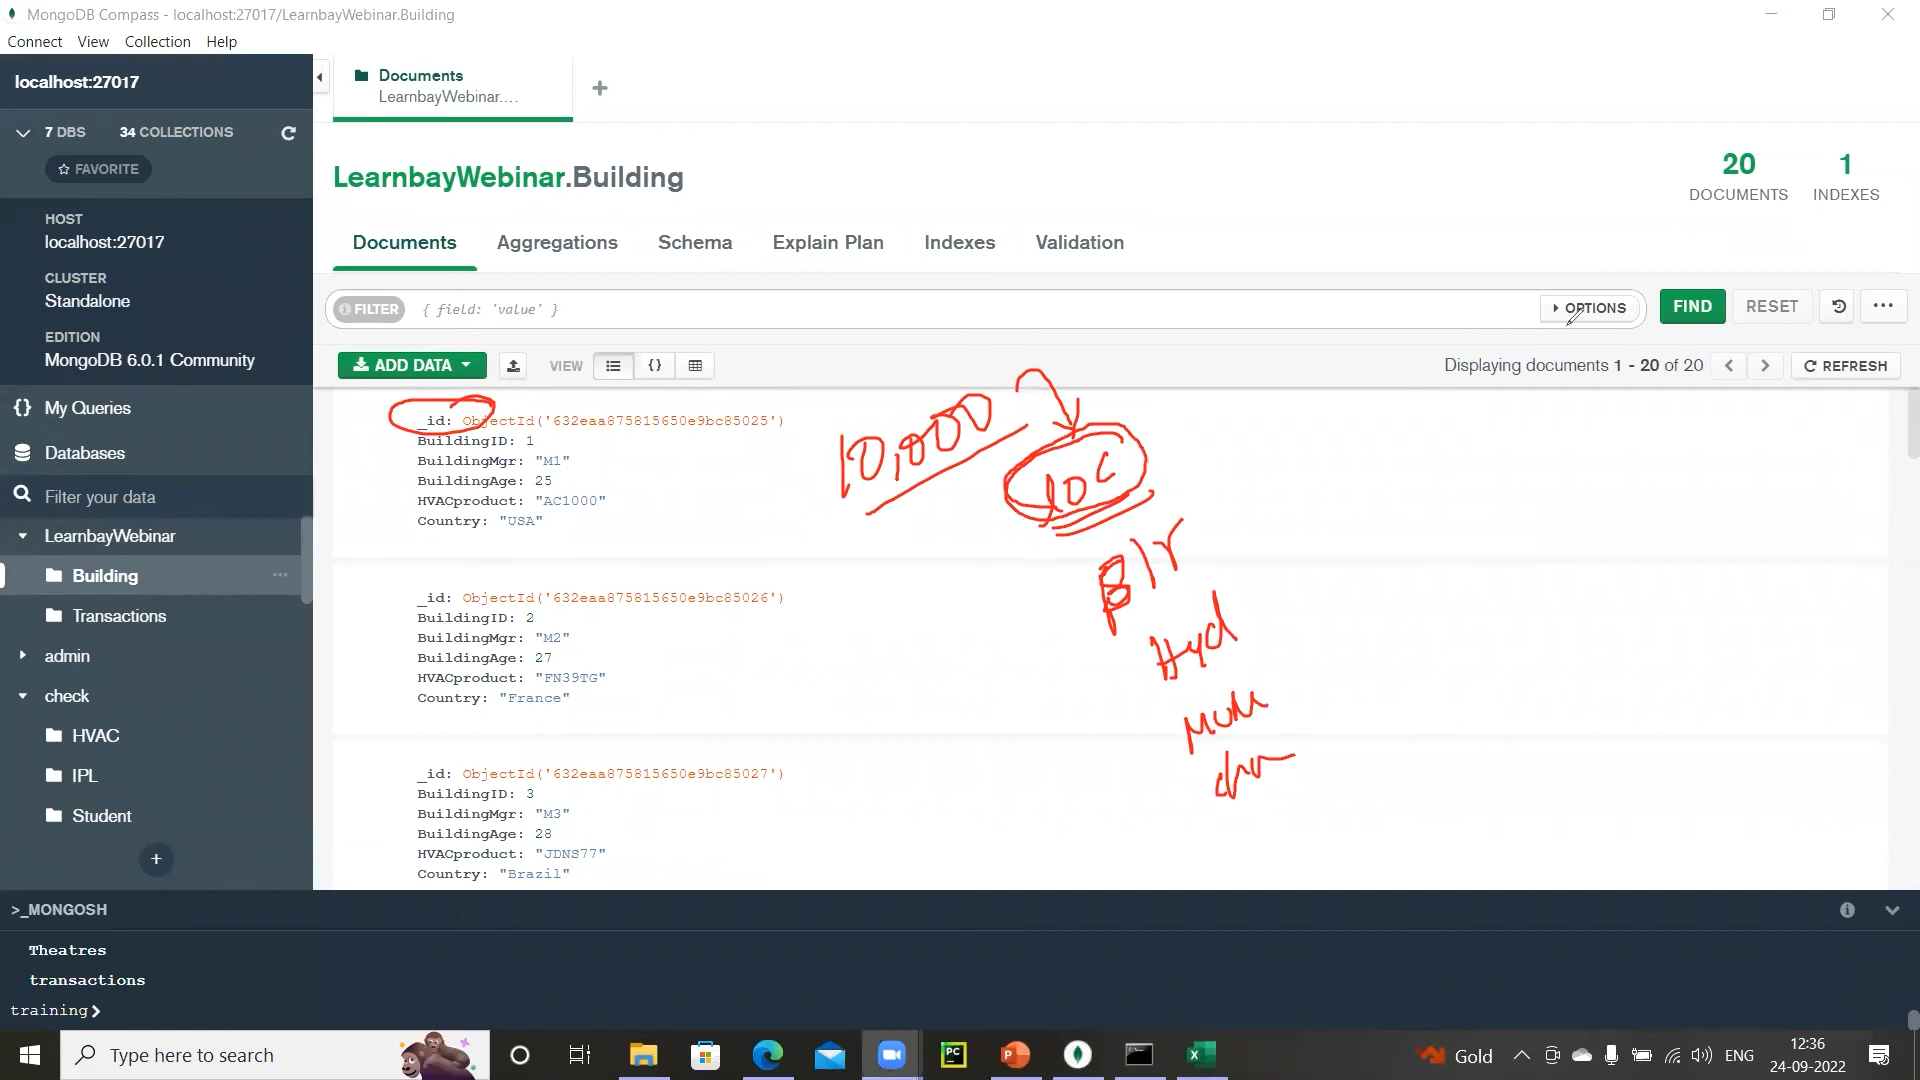 MongoDB Compass - localhost:27017/LearnbayWebinar.Building
Connect View Collection Help
localhost:27017
7 DBS 34 COLLECTIONS
FAVORITE
HOST
localhost:27017
CLUSTER
Standalone
EDITION
MongoDB 6.0.1 Community
{} My Queries
Databases
Filter your data
LearnbayWebinar
Building ...
Transactions
admin
check
HVAC
IPL
Student
+
Documents
LearnbayWebinar....
+
LearnbayWebinar.Building
20
DOCUMENTS
1
INDEXES
Documents Aggregations Schema Explain Plan Indexes Validation
FILTER { field: 'value' } OPTIONS FIND RESET ...
ADD DATA VIEW {} Displaying documents 1 - 20 of 20 < > REFRESH
_id: ObjectId('632eaa875815650e9bc85025')
BuildingID: 1
BuildingMgr: "M1"
BuildingAge: 25
HVACproduct: "AC1000"
Country: "USA"
_id: ObjectId('632eaa875815650e9bc85026')
BuildingID: 2
BuildingMgr: "M2"
BuildingAge: 27
HVACproduct: "FN39TG"
Country: "France"
_id: ObjectId('632eaa875815650e9bc85027')
BuildingID: 3
BuildingMgr: "M3"
BuildingAge: 28
HVACproduct: "JDNS77"
Country: "Brazil"
10,000
loc
Blr
Hyd
Mum
>_MONGOSH
Theatres
transactions
training>
Type here to search
PC
Gold
ENG
12:36
24-09-2022